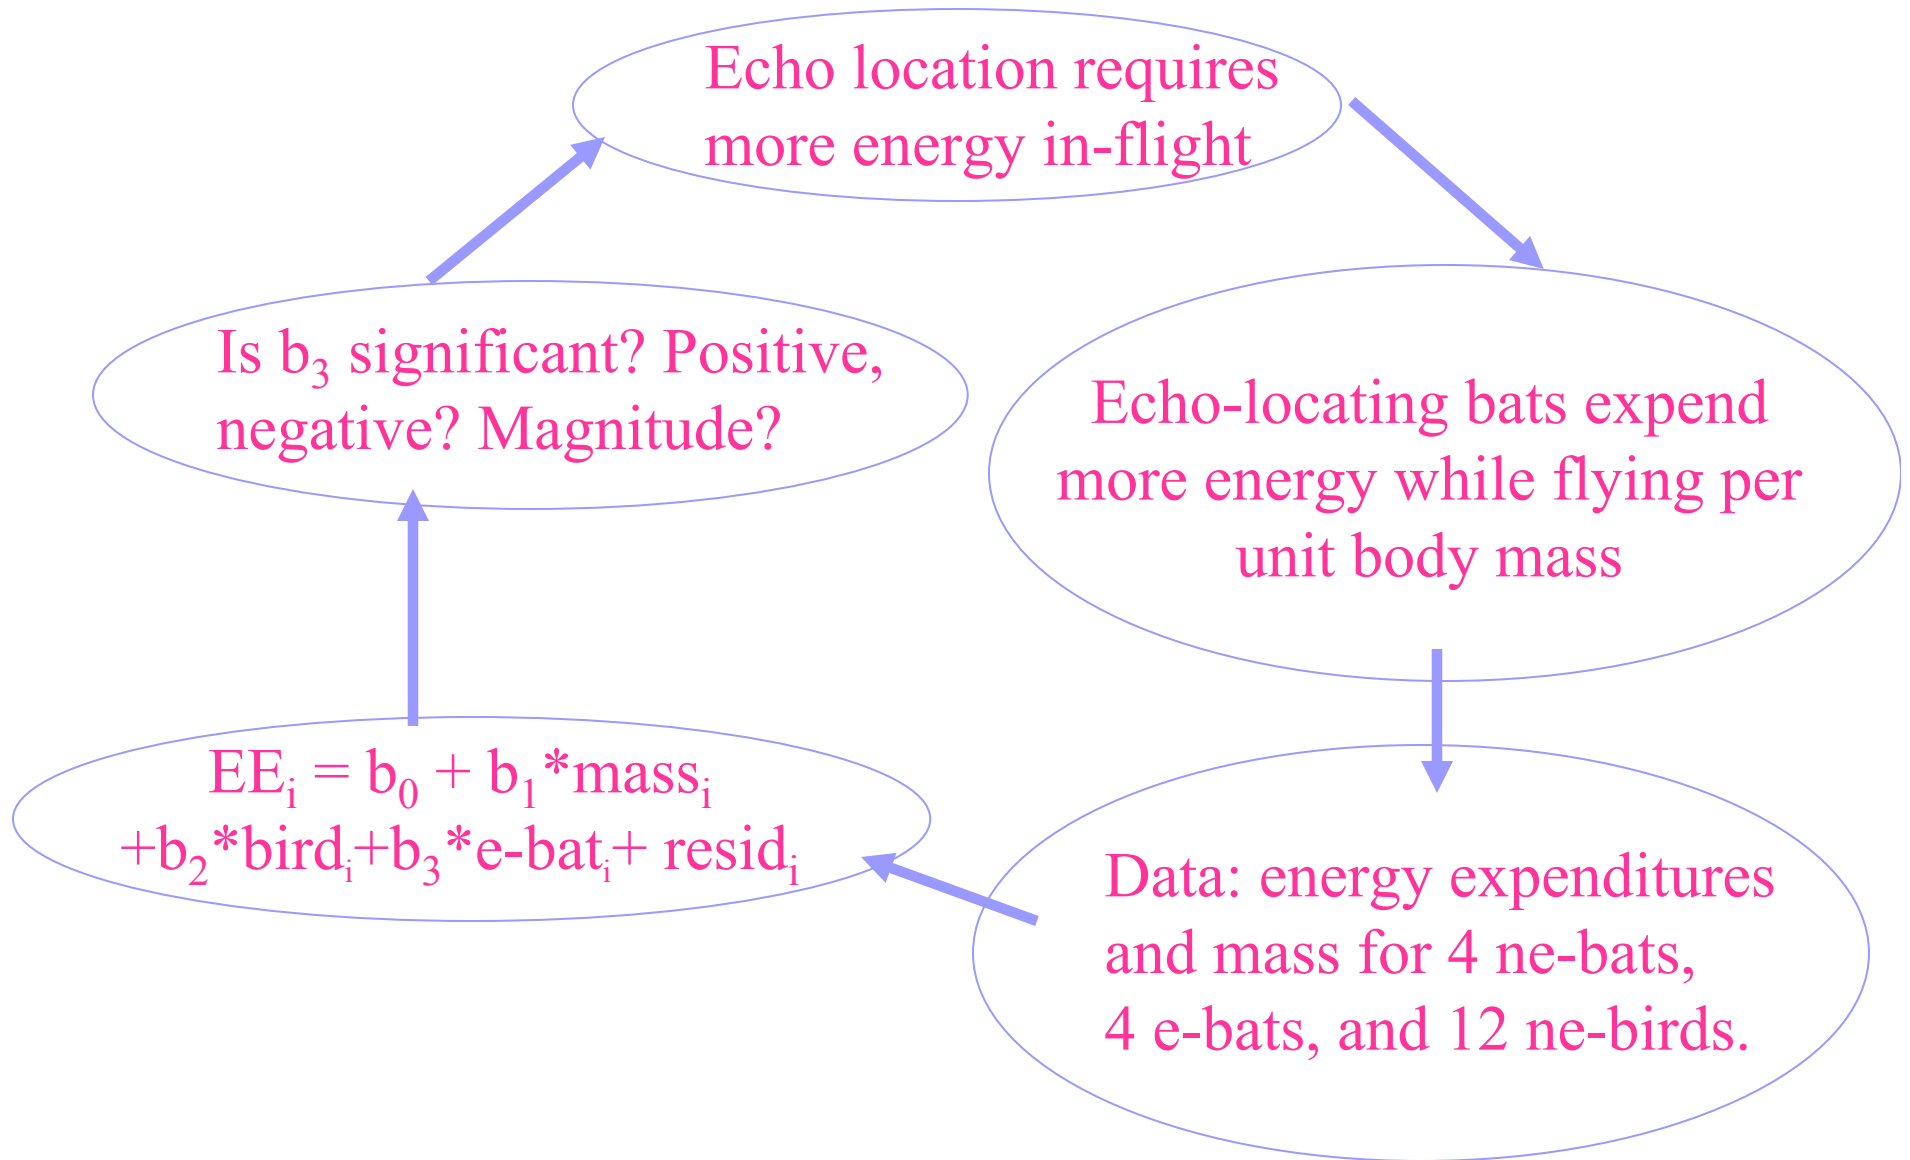 Echo location requires
more energy in-flight
Echo-locating bats expend
more energy while flying per
unit body mass
Data: energy expenditures
and mass for 4 ne-bats,
4 e-bats, and 12 ne-birds.
EEᵢ = b₀ + b₁*massᵢ
+b₂*birdᵢ+b₃*e-batᵢ+ residᵢ
Is b₃ significant? Positive,
negative? Magnitude?